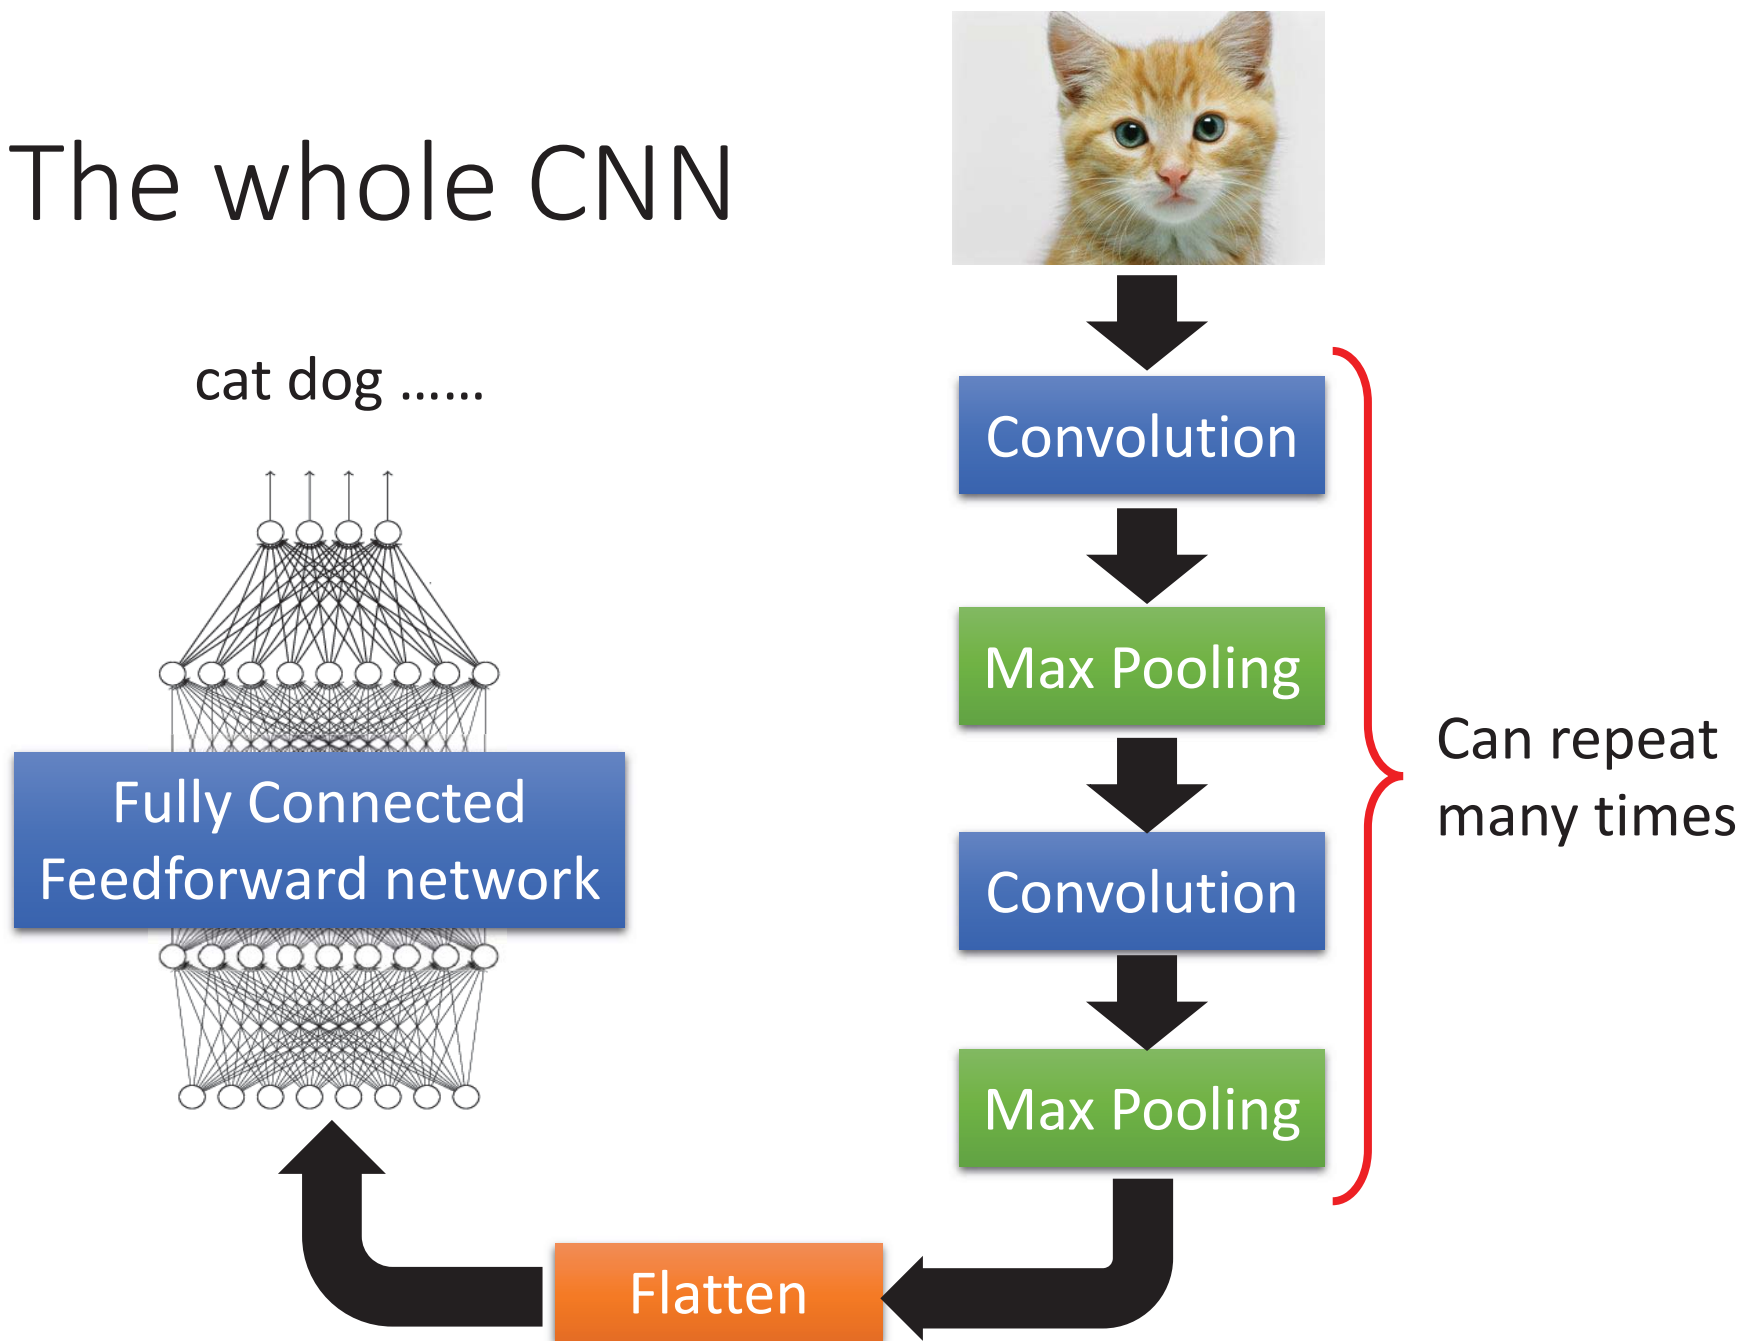 The whole CNN
cat dog ......
Convolution
Max Pooling
Convolution
Max Pooling
Can repeat
many times
Flatten
Fully Connected
Feedforward network